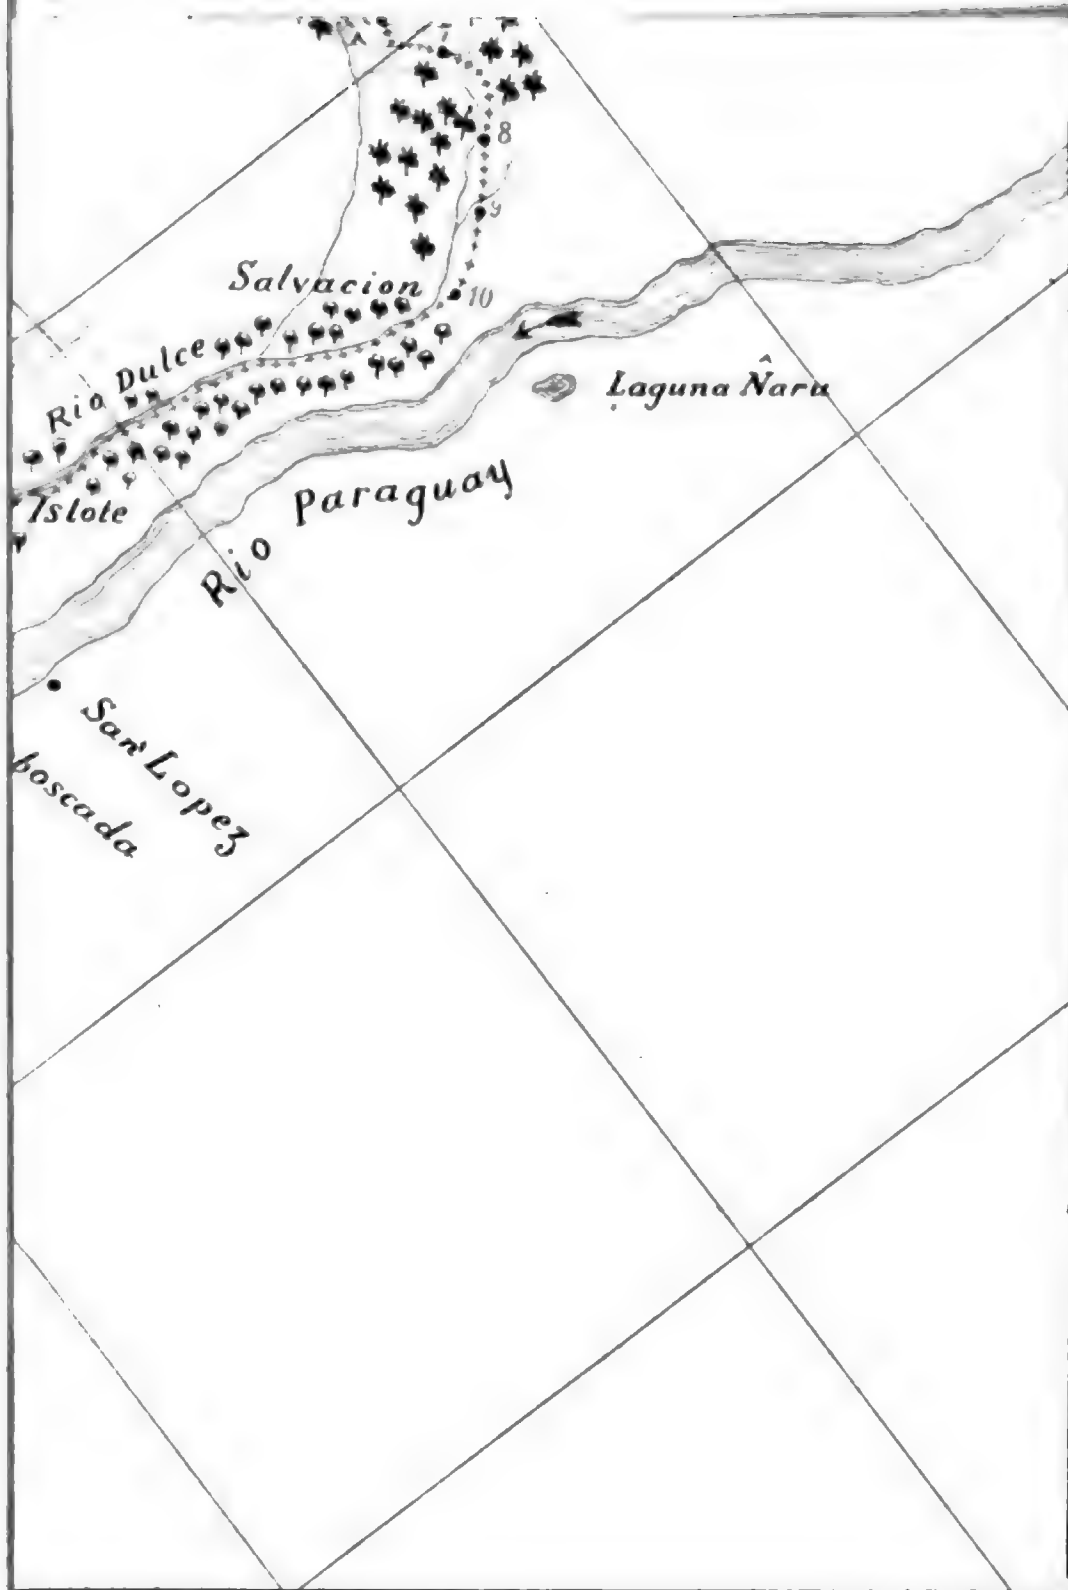 7
8
9
10
Salvacion
Rio Dulce
Laguna Ñaru
Islote
Rio Paraguay
San Lopez
boscada